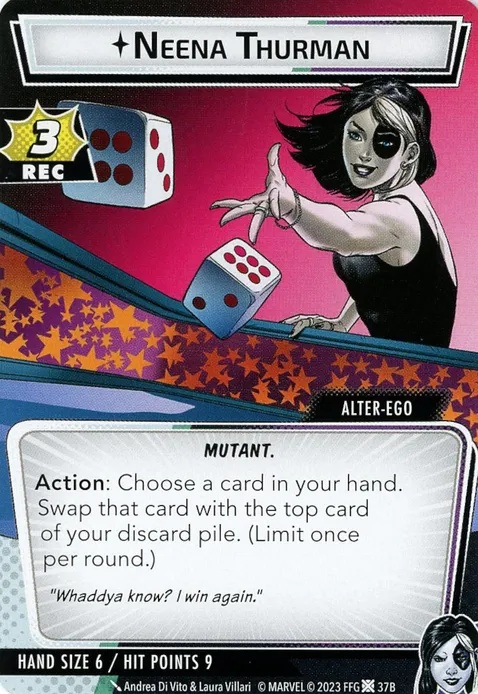 NEENA THURMAN
3
REC
ALTER-EGO
MUTANT.
Action: Choose a card in your hand.
Swap that card with the top card
of your discard pile. (Limit once
per round.)
"Whaddya know? I win again."
HAND SIZE 6 / HIT POINTS 9
Andrea Di Vito & Laura Villari © MARVEL © 2023 FFG 37B